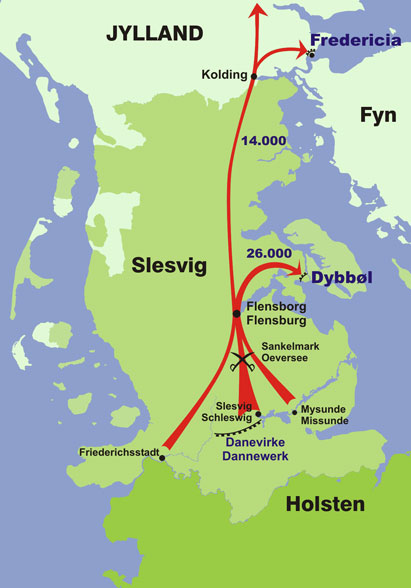 JYLLAND
Fredericia
Kolding
Fyn
14.000
26.000
Slesvig
Dybbøl
Flensborg
Flensburg
Sankelmark
Oeversee
Slesvig
Schleswig
Mysunde
Missunde
Danevirke
Dannewerk
Friederichsstadt
Holsten